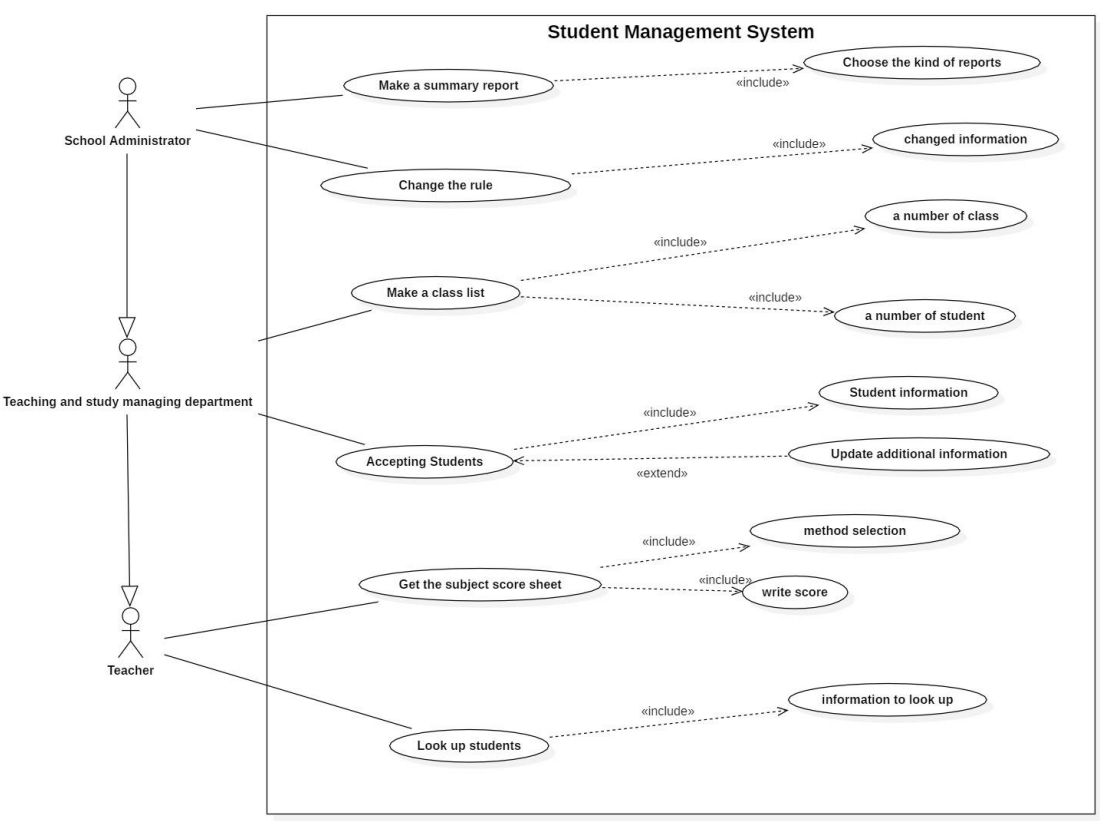 Student Management System
Choose the kind of reports
Make a summary report
«include»
School Administrator
changed information
«include»
Change the rule
a number of class
«include»
Make a class list
«include»
a number of student
Teaching and study managing department
Student information
«include»
Accepting Students
Update additional information
«extend»
method selection
«include»
Get the subject score sheet
«include»
write score
Teacher
information to look up
«include»
Look up students